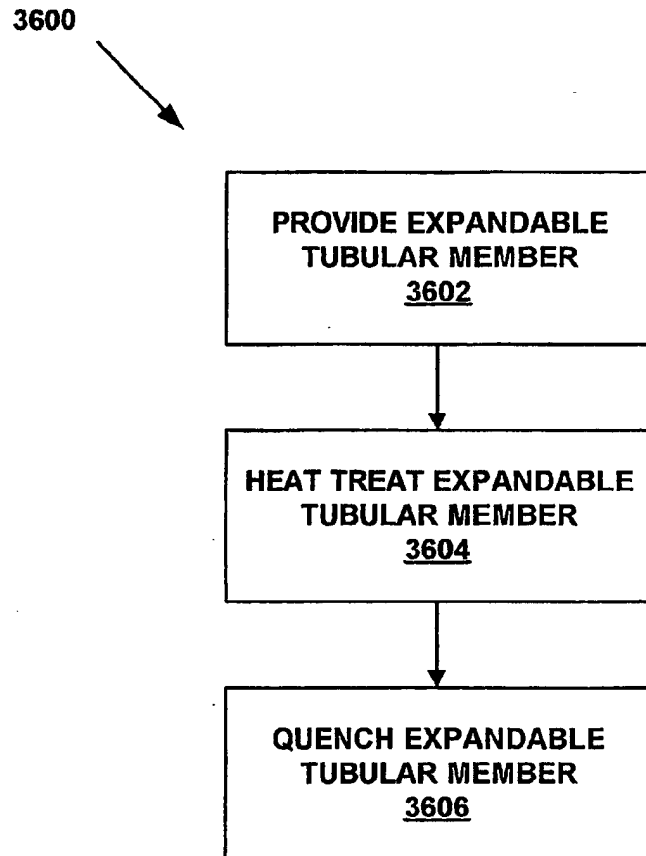 3600
PROVIDE EXPANDABLE
TUBULAR MEMBER
3602
HEAT TREAT EXPANDABLE
TUBULAR MEMBER
3604
QUENCH EXPANDABLE
TUBULAR MEMBER
3606